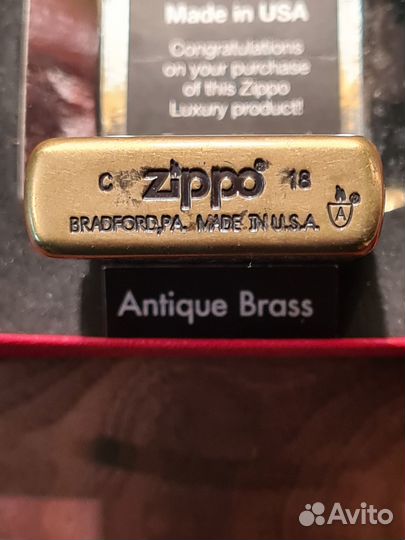 Made in USA
Congratulations
on your purchase
of this Zippo
Luxury product!
C zippo® 18
BRADFORD,PA. MADE IN U.S.A. A
Antique Brass
Avito